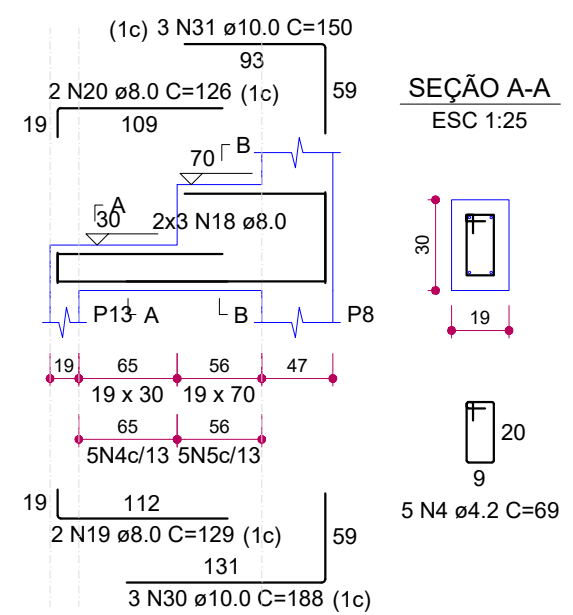 (1c) 3 N31 ø10.0 C=150
93
59
2 N20 ø8.0 C=126 (1c)
19
109
SEÇÃO A-A
ESC 1:25
70
B
A
30
2x3 N18 ø8.0
P13
A
B
P8
30
19
19
65
56
47
19 x 30
19 x 70
65
56
5N4c/13
5N5c/13
20
9
5 N4 ø4.2 C=69
19
112
2 N19 ø8.0 C=129 (1c)
59
131
3 N30 ø10.0 C=188 (1c)